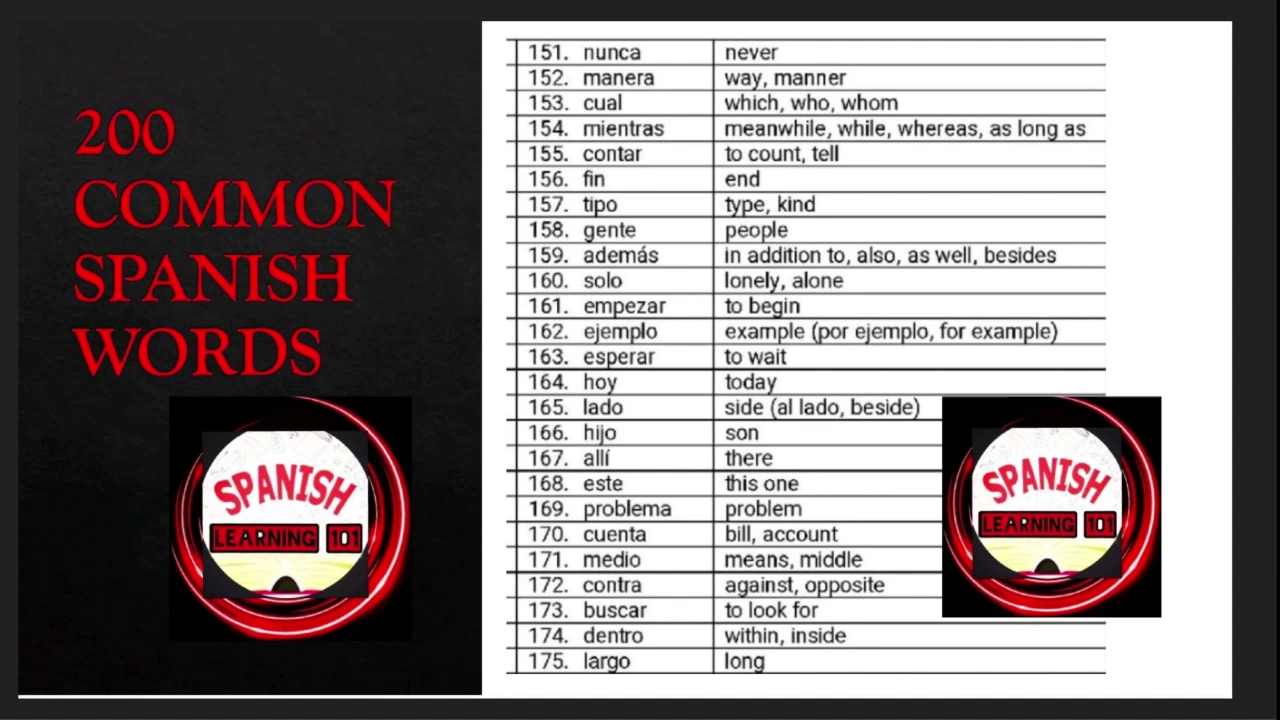 200
COMMON
SPANISH
WORDS
SPANISH
LEARNING 101
151. nunca never
152. manera way, manner
153. cual which, who, whom
154. mientras meanwhile, while, whereas, as long as
155. contar to count, tell
156. fin end
157. tipo type, kind
158. gente people
159. además in addition to, also, as well, besides
160. solo lonely, alone
161. empezar to begin
162. ejemplo example (por ejemplo, for example)
163. esperar to wait
164. hoy today
165. lado side (al lado, beside)
166. hijo son
167. allí there
168. este this one
169. problema problem
170. cuenta bill, account
171. medio means, middle
172. contra against, opposite
173. buscar to look for
174. dentro within, inside
175. largo long
SPANISH
LEARNING 101